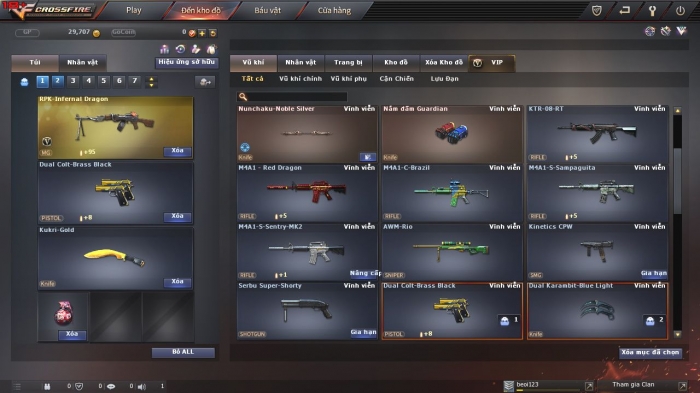 CROSSFIRE Play Đến kho đồ Báu vật Cửa hàng
GP 29,707 GoCoin 0
Túi Nhân vật Hiệu ứng sở hữu
1 2 3 4 5 6 7
RPK-Infernal Dragon
MG +95 Xóa
Dual Colt-Brass Black
PISTOL +8 Xóa
Kukri-Gold
Knife Xóa
Xóa
Bỏ ALL
Vũ khí Nhân vật Trang bị Kho đồ Xóa Kho đồ VIP
Tất cả Vũ khí chính Vũ khí phụ Cận Chiến Lựu Đạn
Nunchaku-Noble Silver Vĩnh viễn
Knife
Nắm đấm Guardian Vĩnh viễn
Knife
KTR-08-RT Vĩnh viễn
RIFLE +5
M4A1 - Red Dragon Vĩnh viễn
RIFLE +5
M4A1-C-Brazil Vĩnh viễn
RIFLE
M4A1-S-Sampaguita Vĩnh viễn
RIFLE +5
M4A1-S-Sentry-MK2 Vĩnh viễn
RIFLE +1 Nâng cấp
AWM-Rio Vĩnh viễn
SNIPER
Kinetics CPW Vĩnh viễn
SMG Gia hạn
Serbu Super-Shorty Vĩnh viễn
SHOTGUN Gia hạn
Dual Colt-Brass Black Vĩnh viễn
1
PISTOL +8
Dual Karambit-Blue Light Vĩnh viễn
2
Knife
Xóa mục đã chọn
0 0 0 1 beoi123 Tham gia Clan